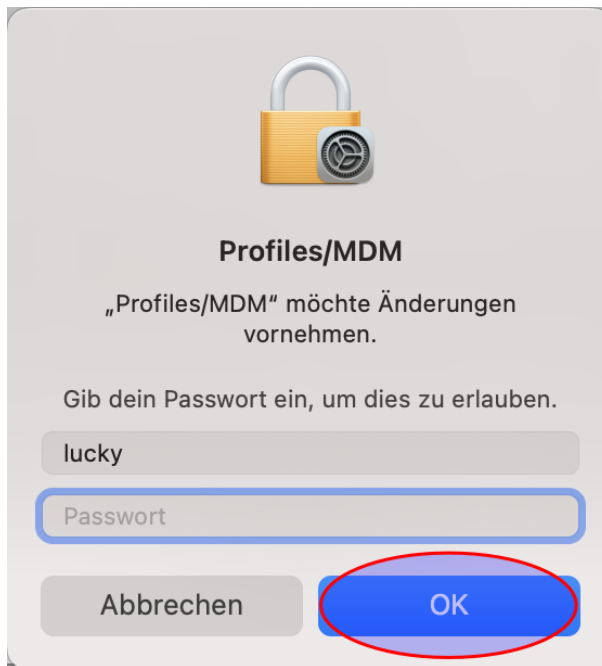 Profiles/MDM
„Profiles/MDM“ möchte Änderungen
vornehmen.
Gib dein Passwort ein, um dies zu erlauben.
lucky
Passwort
Abbrechen
OK